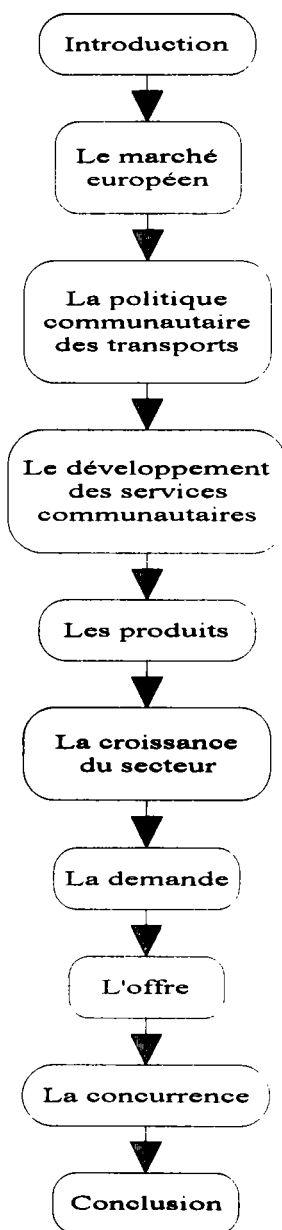 Introduction
Le marché
européen
La politique
communautaire
des transports
Le développement
des services
communautaires
Les produits
La croissance
du secteur
La demande
L'offre
La concurrence
Conclusion